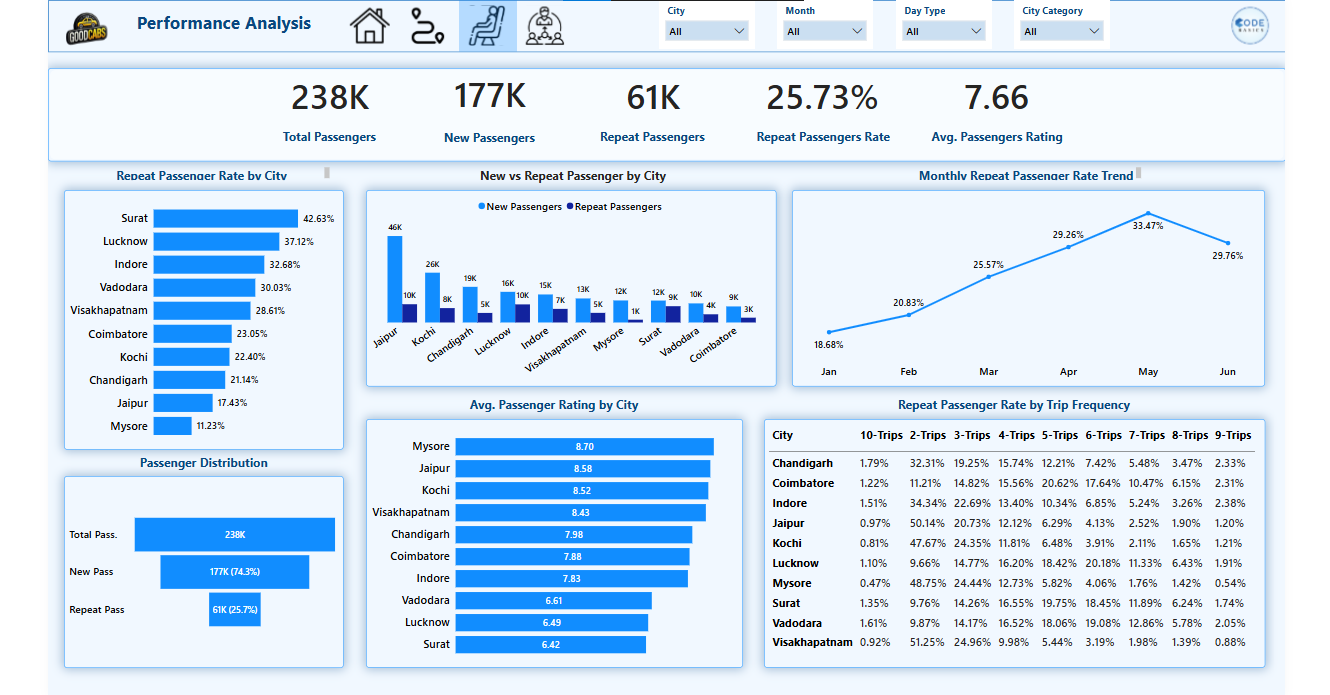 GOODCABS
Performance Analysis
City
All
Month
All
Day Type
All
City Category
All
CODE
BASICS
238K
177K
61K
25.73%
7.66
Total Passengers
New Passengers
Repeat Passengers
Repeat Passengers Rate
Avg. Passengers Rating
Repeat Passenger Rate by City
Surat 42.63%
Lucknow 37.12%
Indore 32.68%
Vadodara 30.03%
Visakhapatnam 28.61%
Coimbatore 23.05%
Kochi 22.40%
Chandigarh 21.14%
Jaipur 17.43%
Mysore 11.23%
New vs Repeat Passenger by City
New Passengers Repeat Passengers
46K 10K 26K 8K 19K 5K 16K 10K 15K 7K 13K 5K 12K 1K 12K 9K 10K 4K 9K 3K
Jaipur Kochi Chandigarh Lucknow Indore Visakhapatnam Mysore Surat Vadodara Coimbatore
Monthly Repeat Passenger Rate Trend
18.68% 20.83% 25.57% 29.26% 33.47% 29.76%
Jan Feb Mar Apr May Jun
Passenger Distribution
Total Pass. 238K
New Pass 177K (74.3%)
Repeat Pass 61K (25.7%)
Avg. Passenger Rating by City
Mysore 8.70
Jaipur 8.58
Kochi 8.52
Visakhapatnam 8.43
Chandigarh 7.98
Coimbatore 7.88
Indore 7.83
Vadodara 6.61
Lucknow 6.49
Surat 6.42
Repeat Passenger Rate by Trip Frequency
City 10-Trips 2-Trips 3-Trips 4-Trips 5-Trips 6-Trips 7-Trips 8-Trips 9-Trips
Chandigarh 1.79% 32.31% 19.25% 15.74% 12.21% 7.42% 5.48% 3.47% 2.33%
Coimbatore 1.22% 11.21% 14.82% 15.56% 20.62% 17.64% 10.47% 6.15% 2.31%
Indore 1.51% 34.34% 22.69% 13.40% 10.34% 6.85% 5.24% 3.26% 2.38%
Jaipur 0.97% 50.14% 20.73% 12.12% 6.29% 4.13% 2.52% 1.90% 1.20%
Kochi 0.81% 47.67% 24.35% 11.81% 6.48% 3.91% 2.11% 1.65% 1.21%
Lucknow 1.10% 9.66% 14.77% 16.20% 18.42% 20.18% 11.33% 6.43% 1.91%
Mysore 0.47% 48.75% 24.44% 12.73% 5.82% 4.06% 1.76% 1.42% 0.54%
Surat 1.35% 9.76% 14.26% 16.55% 19.75% 18.45% 11.89% 6.24% 1.74%
Vadodara 1.61% 9.87% 14.17% 16.52% 18.06% 19.08% 12.86% 5.78% 2.05%
Visakhapatnam 0.92% 51.25% 24.96% 9.98% 5.44% 3.19% 1.98% 1.39% 0.88%